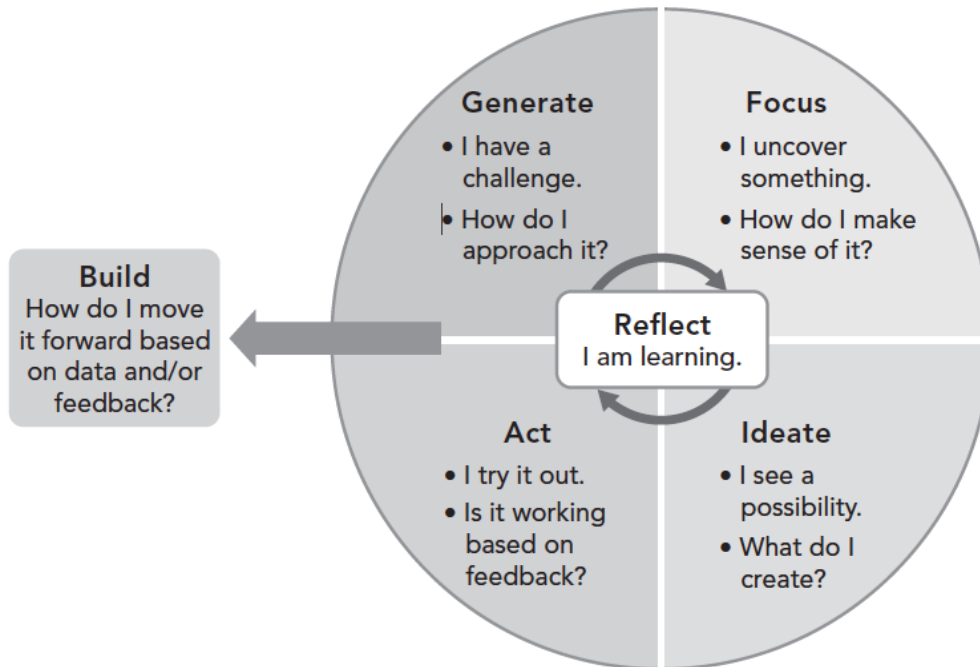 Generate
• I have a
challenge.
• How do I
approach it?
Focus
• I uncover
something.
• How do I make
sense of it?
Build
How do I move
it forward based
on data and/or
feedback?
Reflect
I am learning.
Act
• I try it out.
• Is it working
based on
feedback?
Ideate
• I see a
possibility.
• What do I
create?